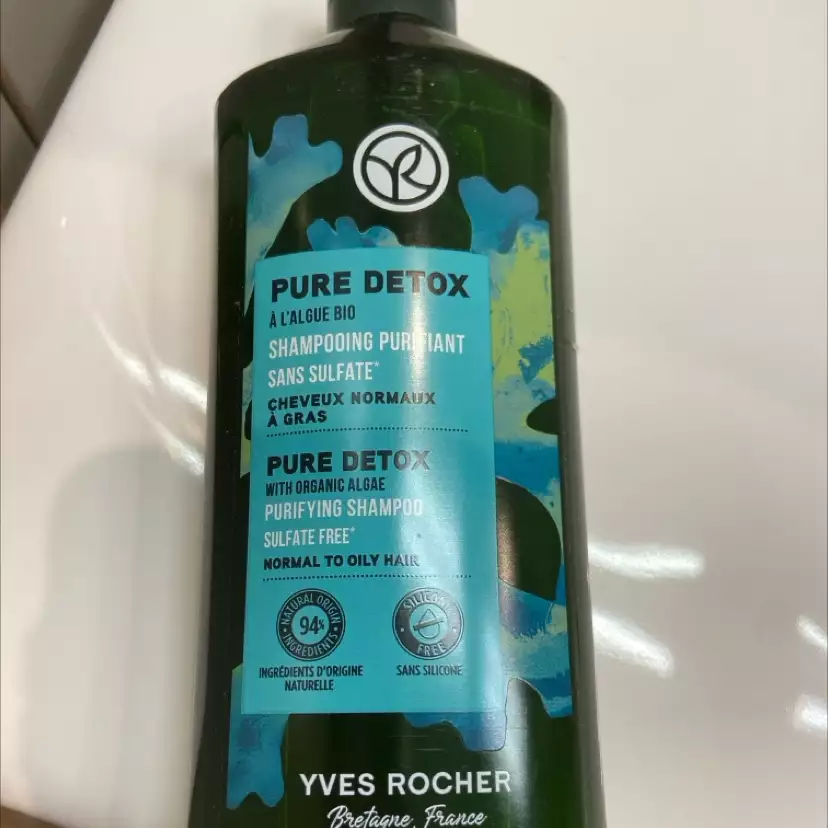 PURE DETOX
À L'ALGUE BIO
SHAMPOOING PURIFIANT
SANS SULFATE*
CHEVEUX NORMAUX
À GRAS
PURE DETOX
WITH ORGANIC ALGAE
PURIFYING SHAMPOO
SULFATE FREE*
NORMAL TO OILY HAIR
NATURAL ORIGIN
94%
INGREDIENTS
INGRÉDIENTS D'ORIGINE
NATURELLE
SILICONE
FREE
SANS SILICONE
YVES ROCHER
Bretagne, France